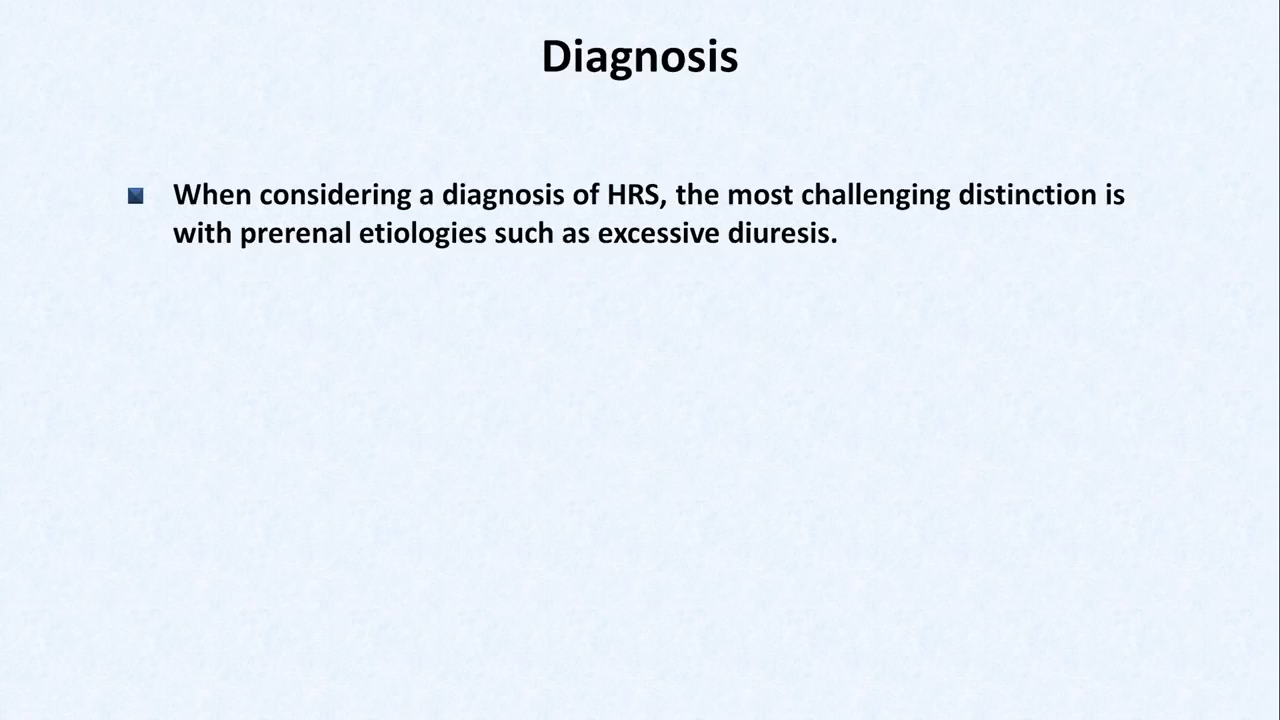 Diagnosis
When considering a diagnosis of HRS, the most challenging distinction is
with prerenal etiologies such as excessive diuresis.